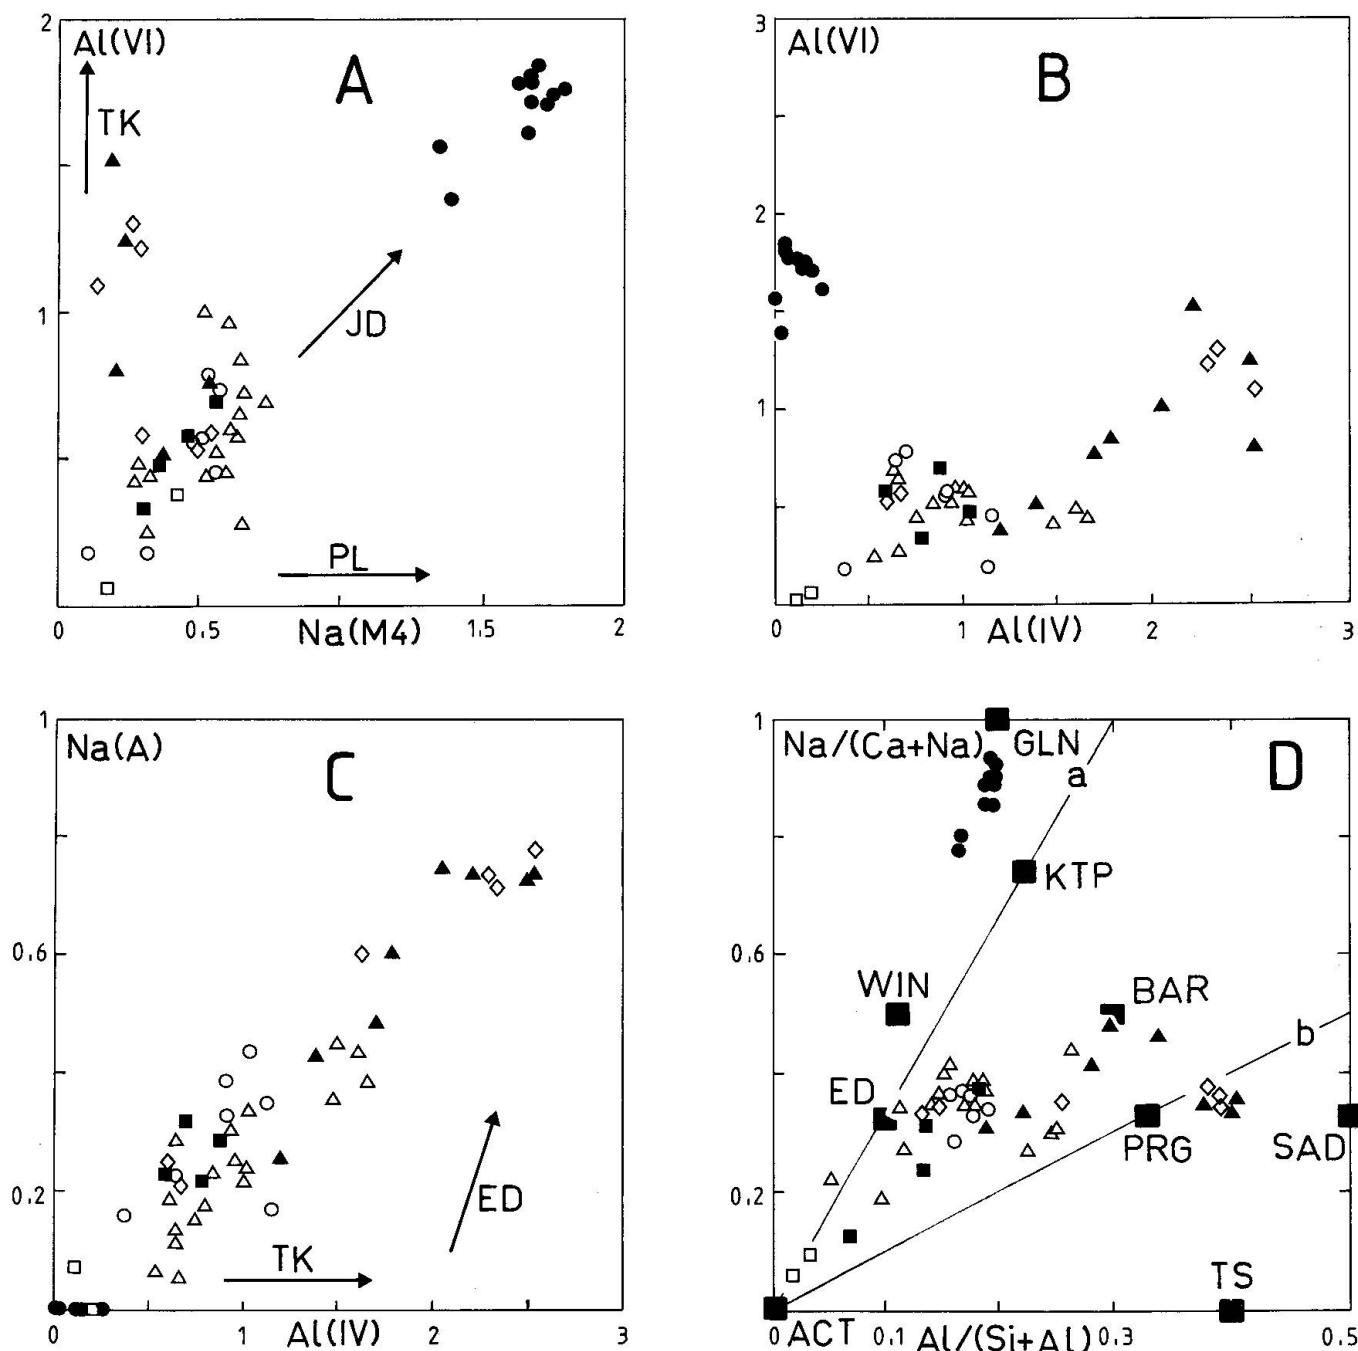 2
Al(VI)
A
TK
1
JD
PL
0
0.5
Na(M4)
1.5
2
3
Al(VI)
B
2
1
0
1
Al(IV)
2
3
1
Na(A)
C
0.6
0.2
ED
TK
0
1
Al(IV)
2
3
1
Na/(Ca+Na)
GLN
D
a
KTP
0.6
WIN
BAR
b
ED
PRG
SAD
0.2
TS
0
ACT
0.1
Al/(Si+Al)
0.3
0.5